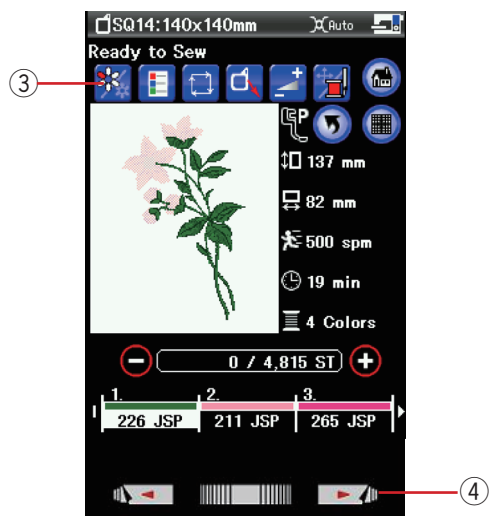 SQ14:140x140mm Auto
Ready to Sew
③
P
137 mm
82 mm
500 spm
19 min
4 Colors
0 / 4,815 ST
1. 2. 3.
226 JSP 211 JSP 265 JSP
④